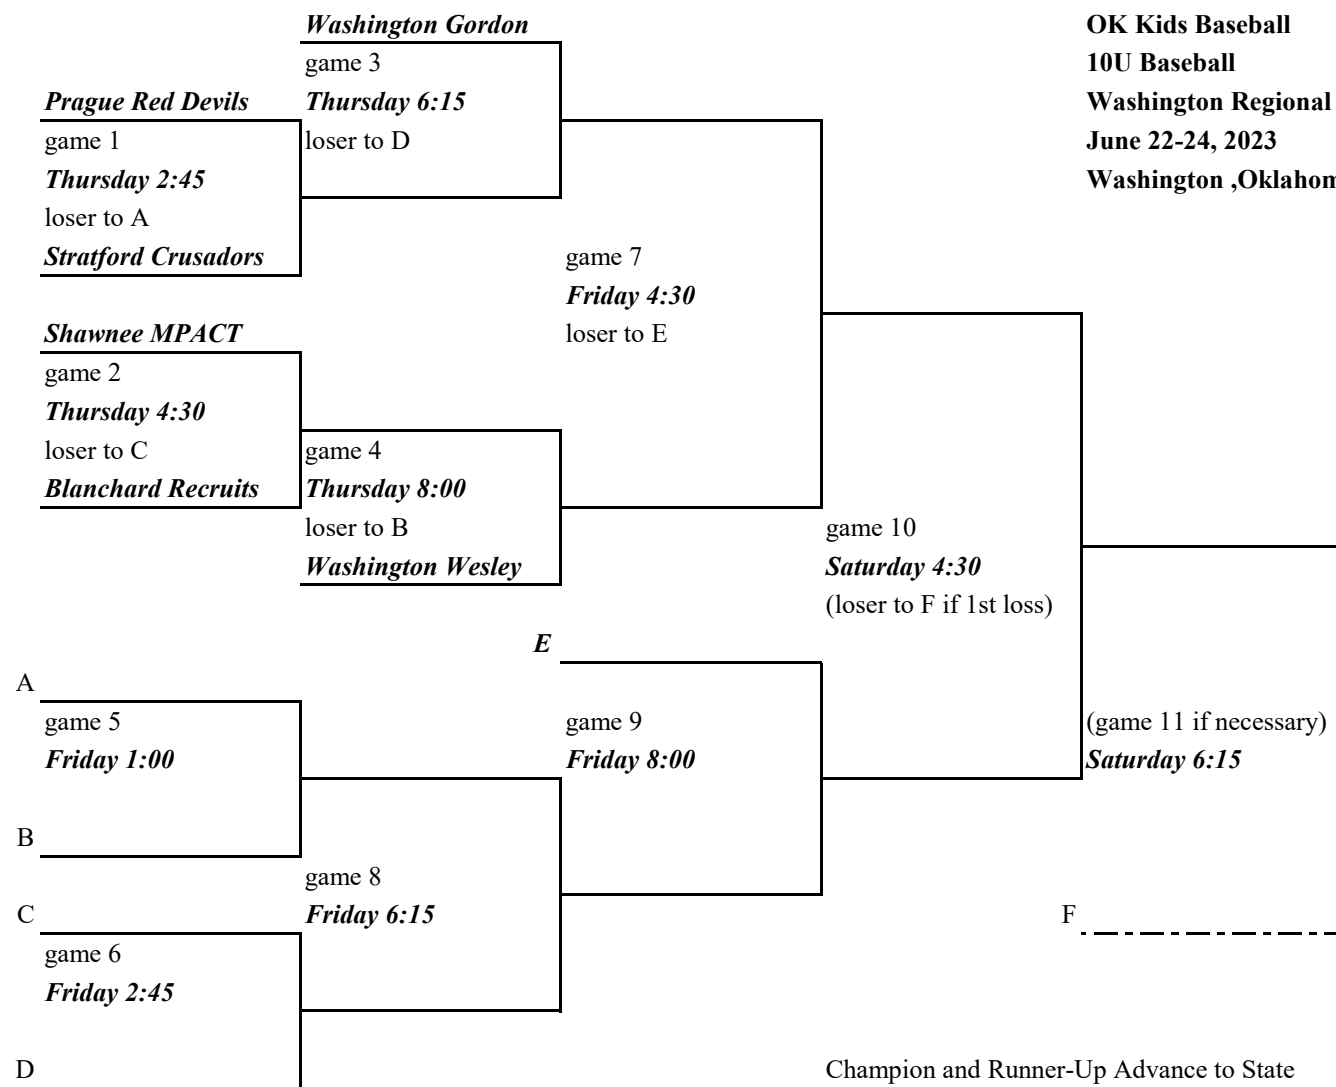 Washington Gordon
OK Kids Baseball
game 3
10U Baseball
Prague Red Devils
Thursday 6:15
Washington Regional
game 1
loser to D
June 22-24, 2023
Thursday 2:45
Washington ,Oklahom
loser to A
Stratford Crusadors
game 7
Friday 4:30
Shawnee MPACT
loser to E
game 2
Thursday 4:30
loser to C
game 4
Blanchard Recruits
Thursday 8:00
loser to B
game 10
Washington Wesley
Saturday 4:30
(loser to F if 1st loss)
E
A
game 5
game 9
(game 11 if necessary)
Friday 1:00
Friday 8:00
Saturday 6:15
B
game 8
C
Friday 6:15
F
game 6
Friday 2:45
D
Champion and Runner-Up Advance to State